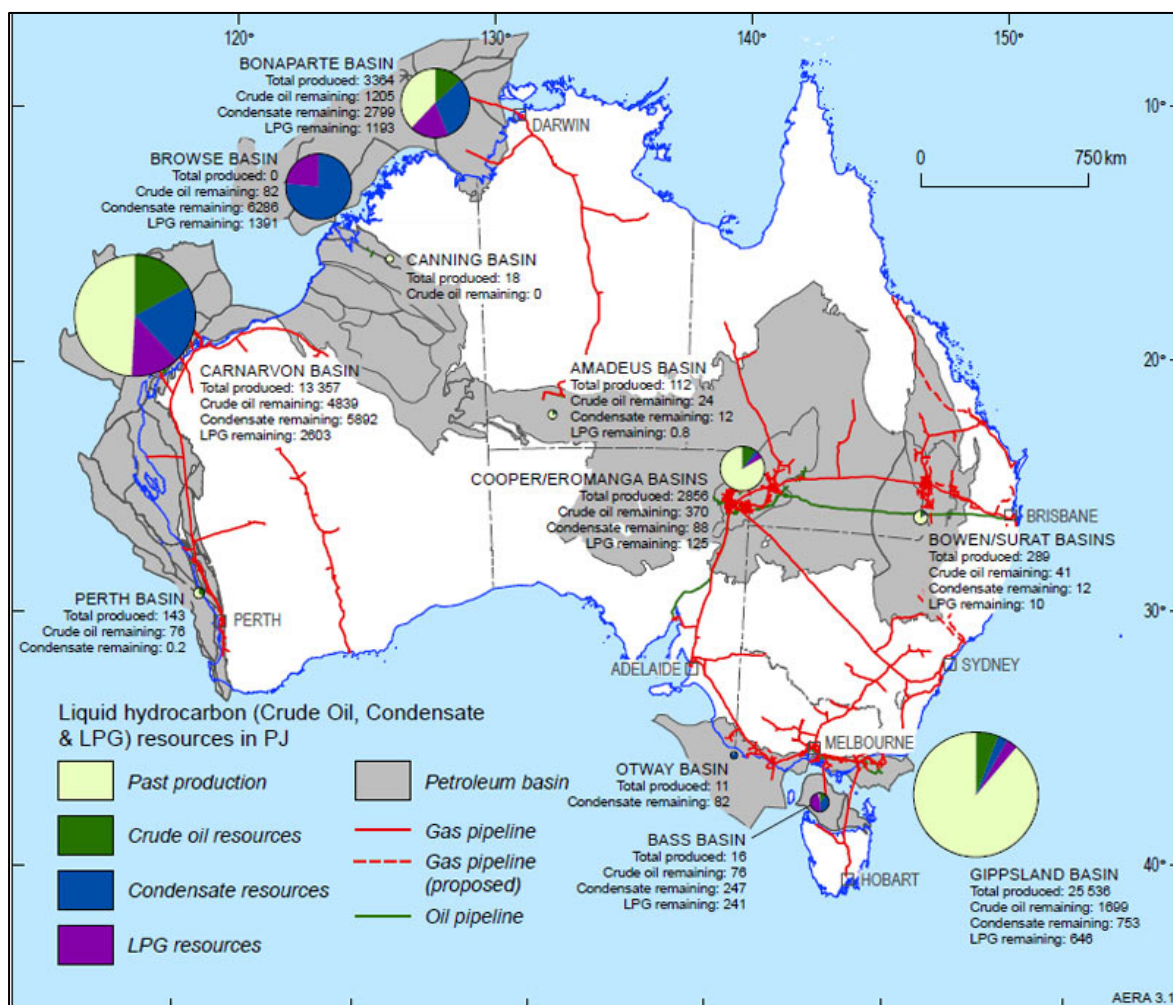 120°
130°
140°
150°
BONAPARTE BASIN
Total produced: 3364
Crude oil remaining: 1205
Condensate remaining: 2799
LPG remaining: 1193
DARWIN
10°
0 750 km
BROWSE BASIN
Total produced: 0
Crude oil remaining: 82
Condensate remaining: 6286
LPG remaining: 1391
CANNING BASIN
Total produced: 18
Crude oil remaining: 0
CARNARVON BASIN
Total produced: 13 357
Crude oil remaining: 4839
Condensate remaining: 5892
LPG remaining: 2603
AMADEUS BASIN
Total produced: 112
Crude oil remaining: 24
Condensate remaining: 12
LPG remaining: 0.8
20°
COOPER/EROMANGA BASINS
Total produced: 2856
Crude oil remaining: 370
Condensate remaining: 88
LPG remaining: 125
BRISBANE
BOWEN/SURAT BASINS
Total produced: 289
Crude oil remaining: 41
Condensate remaining: 12
LPG remaining: 10
PERTH BASIN
Total produced: 143
Crude oil remaining: 76
Condensate remaining: 0.2
PERTH
30°
ADELAIDE
SYDNEY
MELBOURNE
OTWAY BASIN
Total produced: 11
Condensate remaining: 82
BASS BASIN
Total produced: 16
Crude oil remaining: 76
Condensate remaining: 247
LPG remaining: 241
HOBART
40°
GIPPSLAND BASIN
Total produced: 25 536
Crude oil remaining: 1699
Condensate remaining: 753
LPG remaining: 646
Liquid hydrocarbon (Crude Oil, Condensate
& LPG) resources in PJ
Past production
Crude oil resources
Condensate resources
LPG resources
Petroleum basin
Gas pipeline
Gas pipeline
(proposed)
Oil pipeline
AERA 3.1